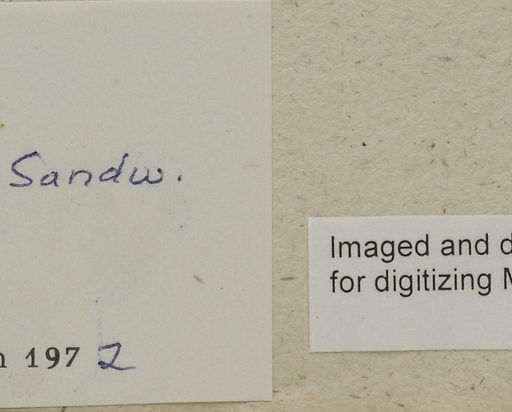 Sandw.
197 2
Imaged and d
for digitizing M